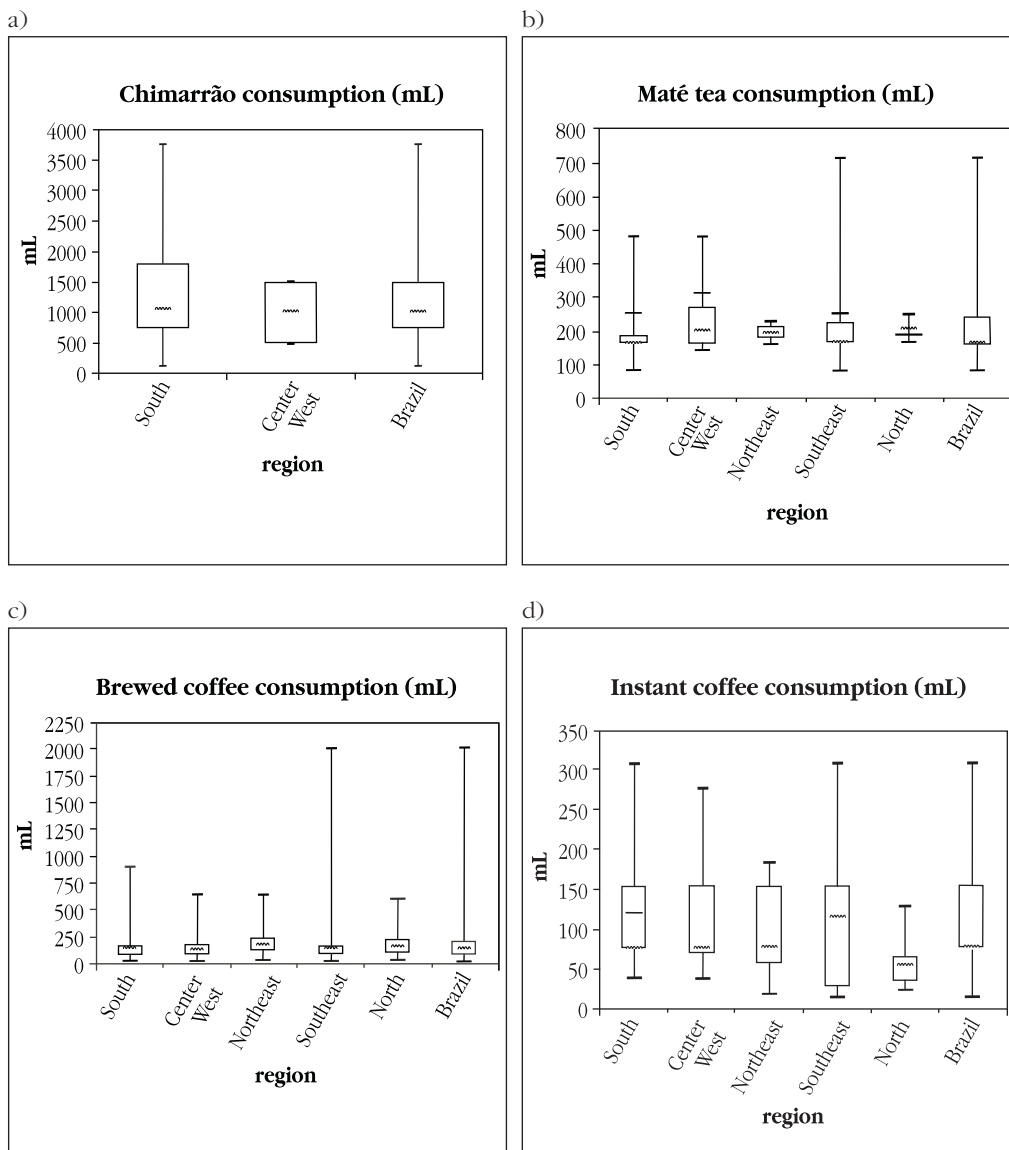 a)
Chimarrão consumption (mL)
4000
3500
3000
2500
2000
1500
1000
500
0
mL
South
Center
West
Brazil
region
b)
Maté tea consumption (mL)
800
700
600
500
400
300
200
100
0
mL
South
Center
West
Northeast
Southeast
North
Brazil
region
c)
Brewed coffee consumption (mL)
2250
2000
1750
1500
1250
1000
750
500
250
0
mL
South
Center
West
Northeast
Southeast
North
Brazil
region
d)
Instant coffee consumption (mL)
350
300
250
200
150
100
50
0
mL
South
Center
West
Northeast
Southeast
North
Brazil
region